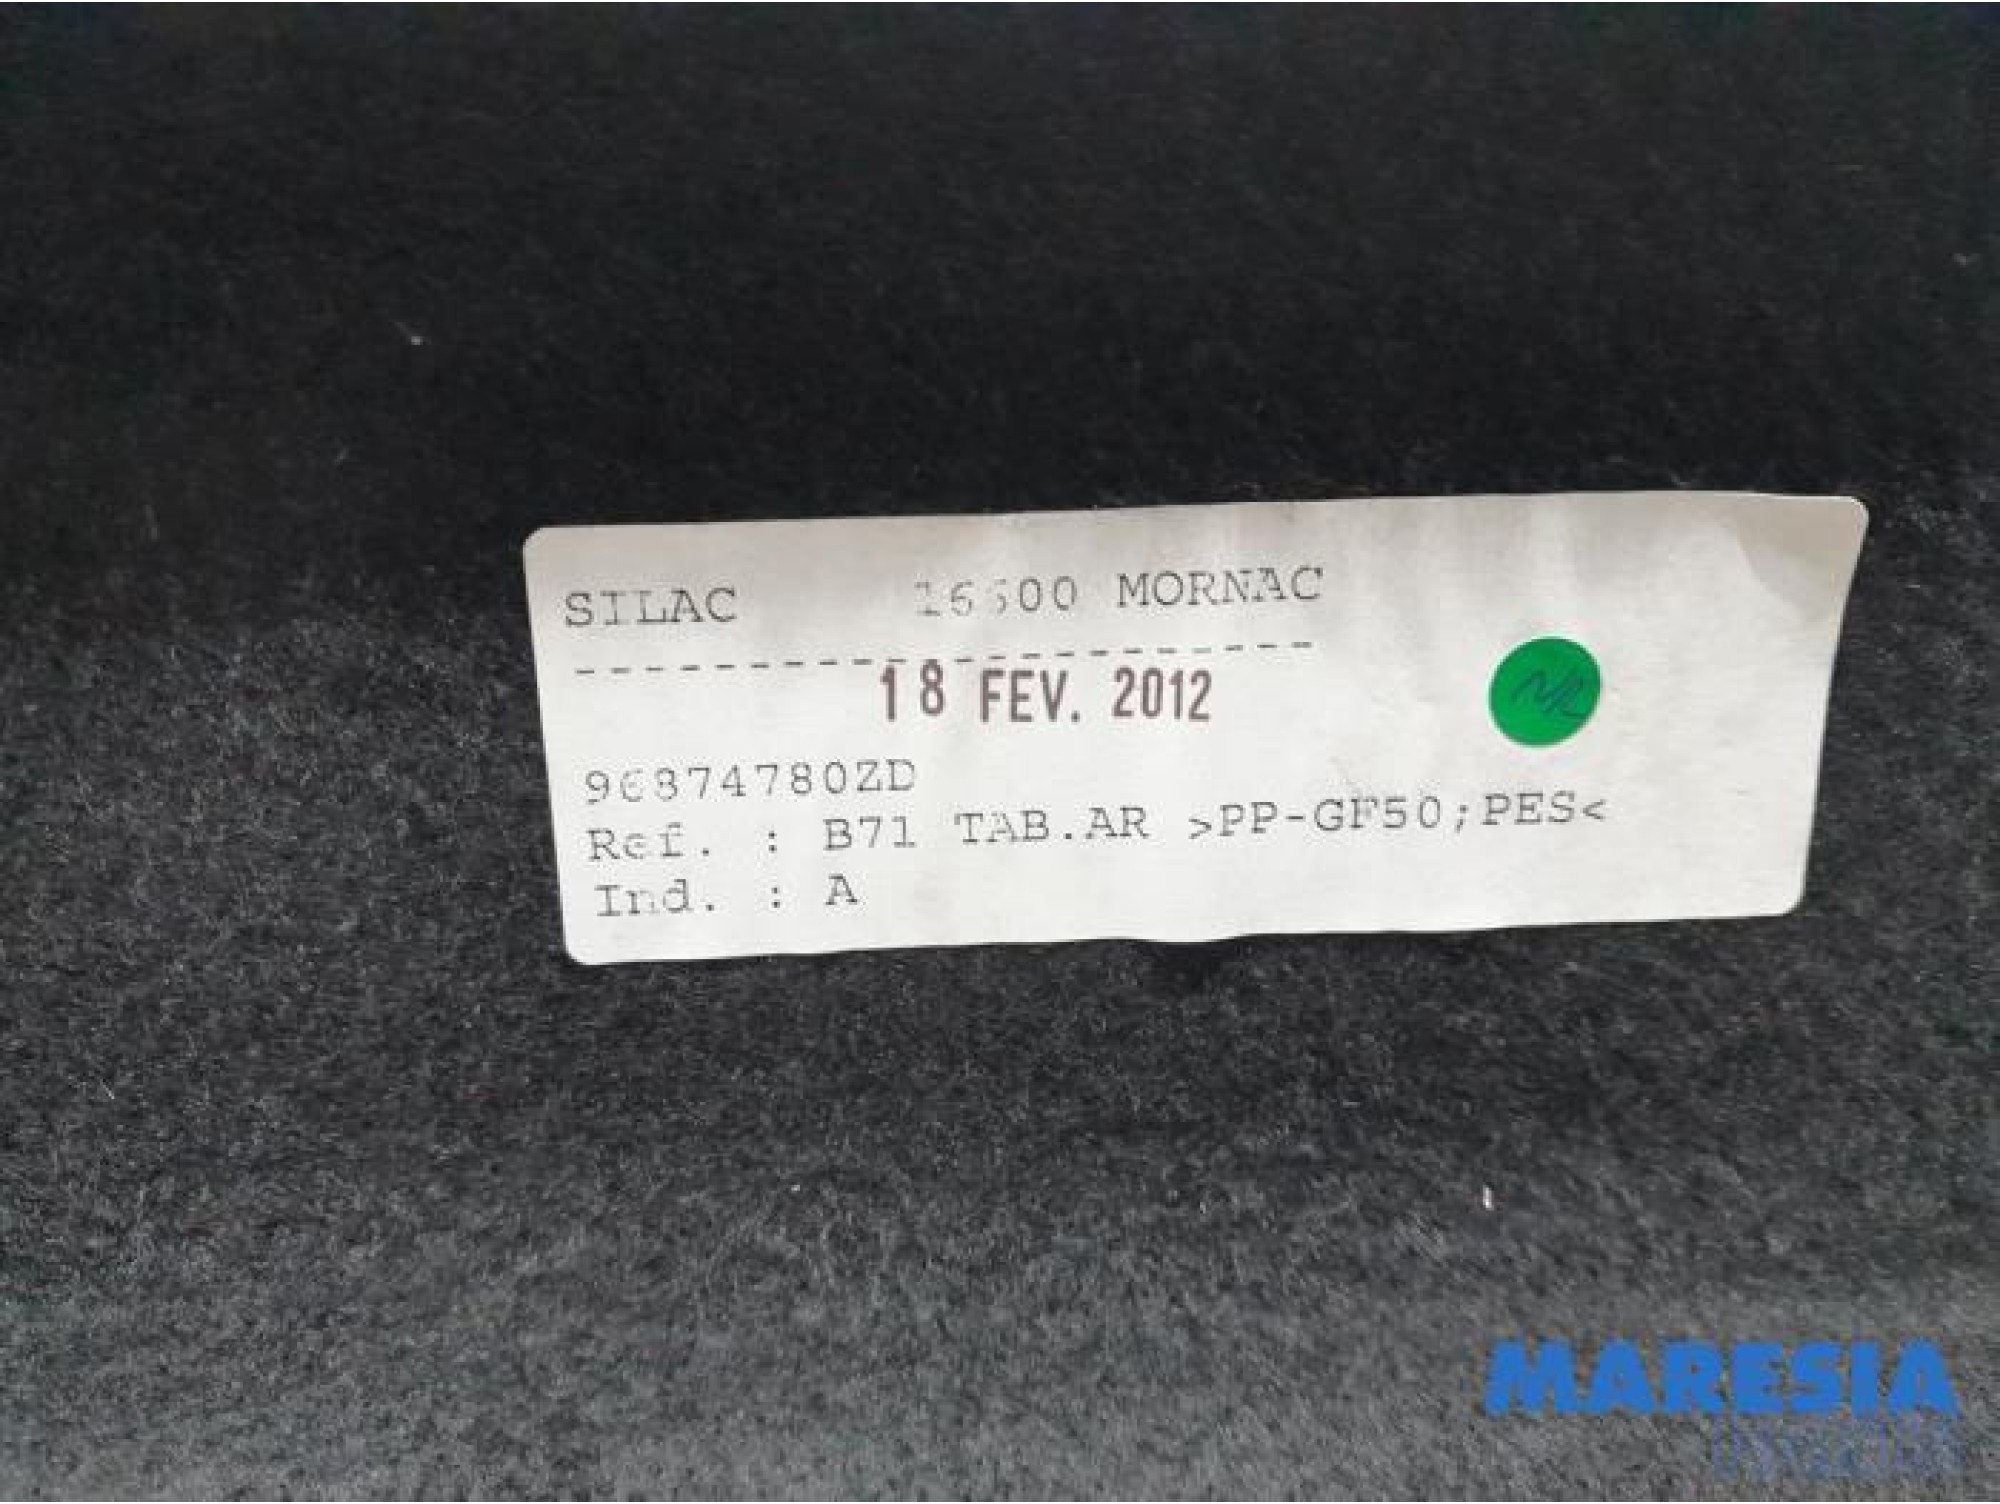 SILAC 16600 MORNAC
------------------
18 FEV. 2012
96874780ZD
Ref. : B71 TAB.AR >PP-GF50;PES<
Ind. : A
MARESIA